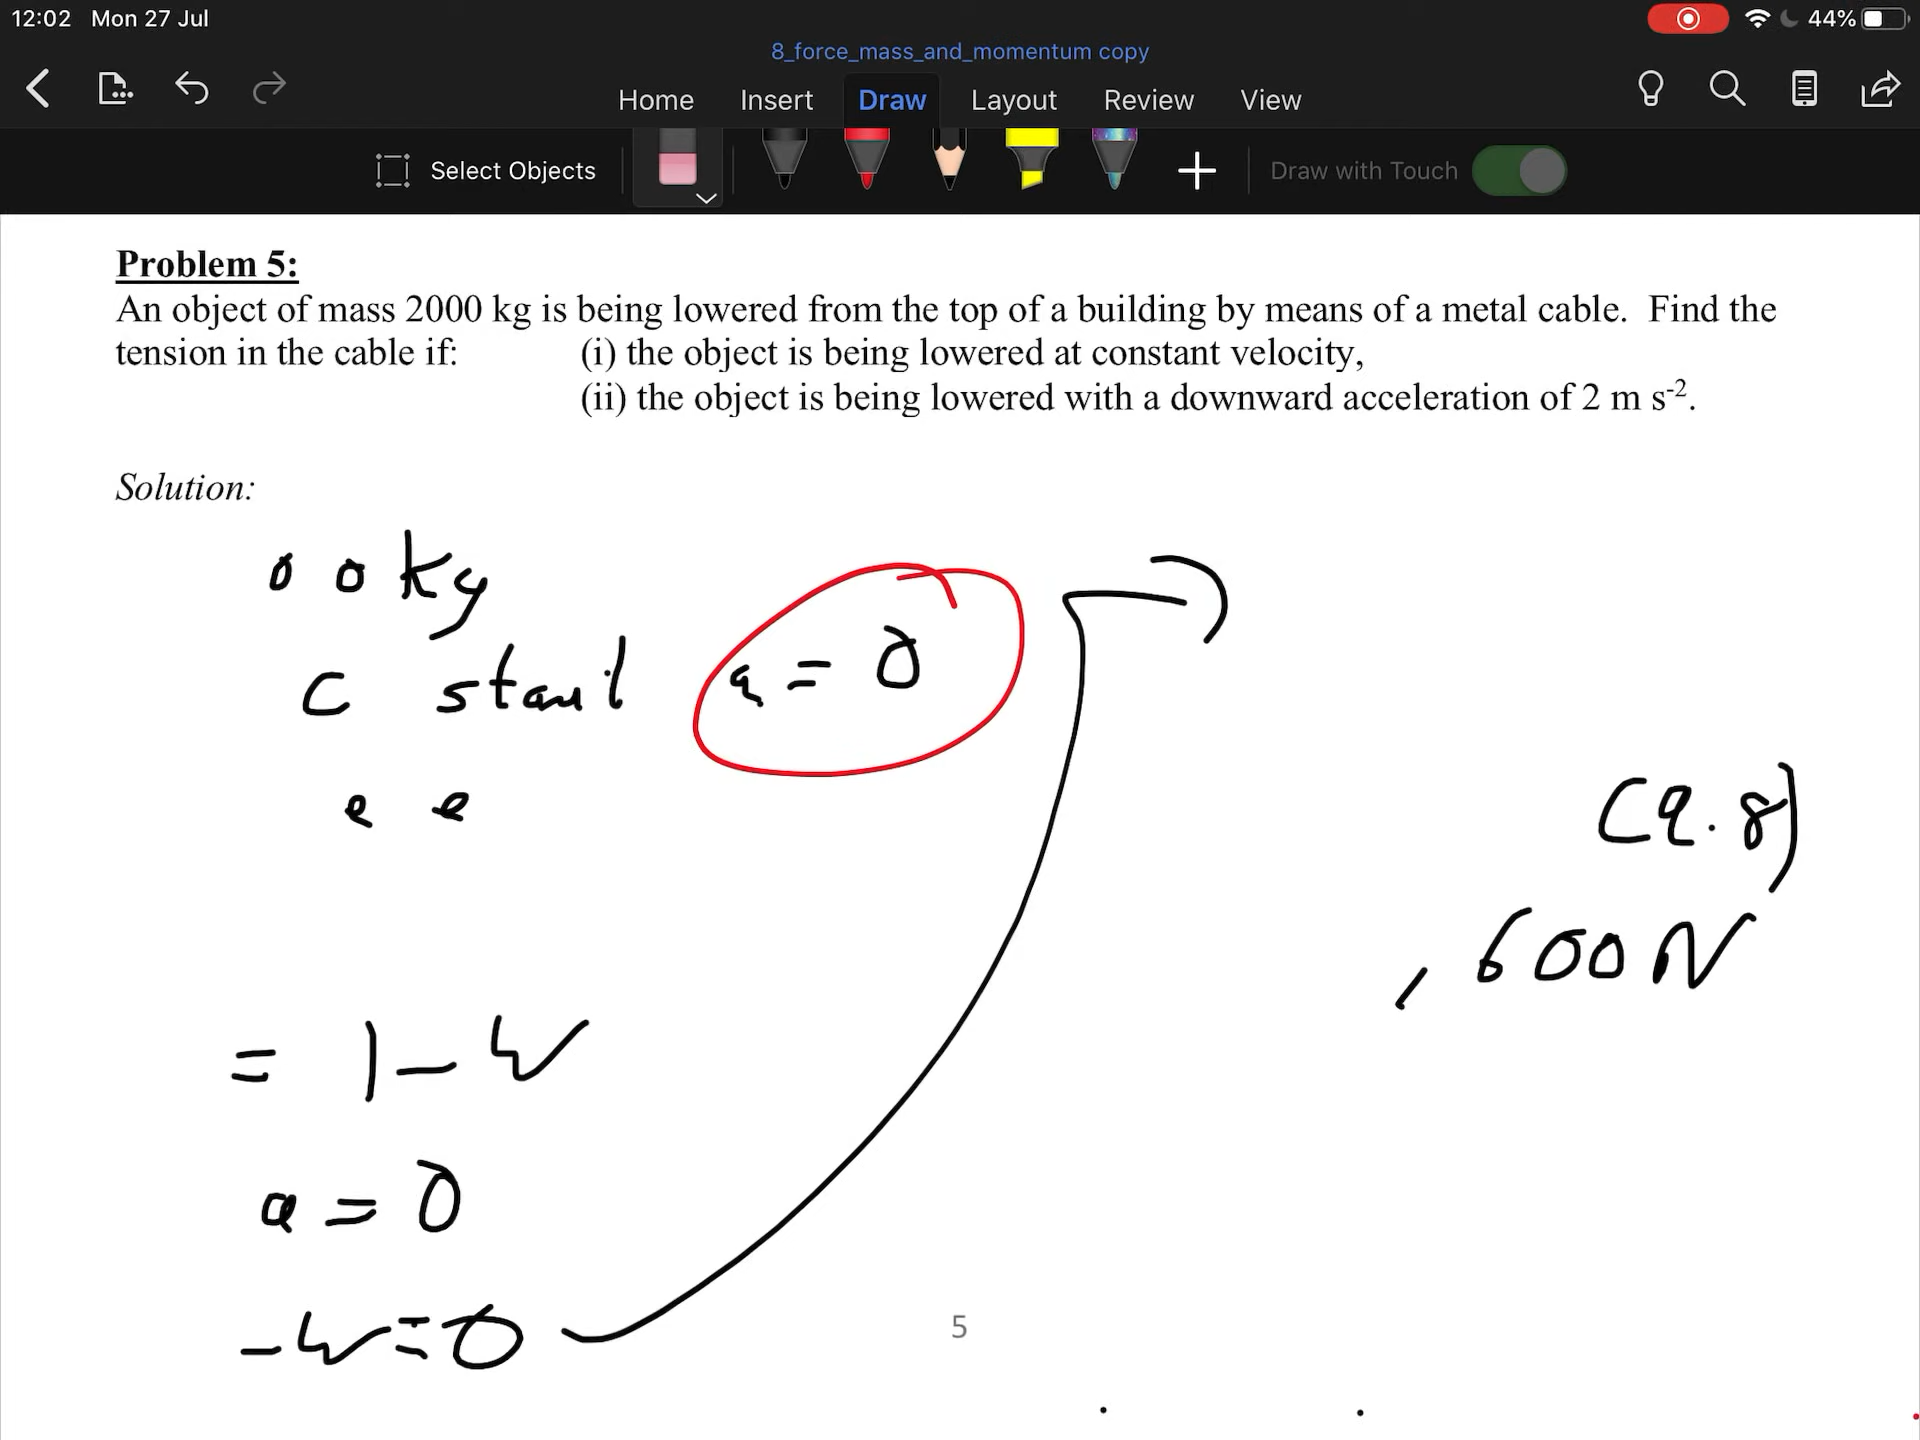 12:02 Mon 27 Jul 44%
8_force_mass_and_momentum copy
Home Insert Draw Layout Review View
Select Objects Draw with Touch
Problem 5:
An object of mass 2000 kg is being lowered from the top of a building by means of a metal cable. Find the
tension in the cable if: (i) the object is being lowered at constant velocity,
(ii) the object is being lowered with a downward acceleration of 2 m s-2.
Solution:
0 0 kg
c stant a = 0
e e
(9.8)
, 600 N
= 1 - W
a = 0
- W = 0
5